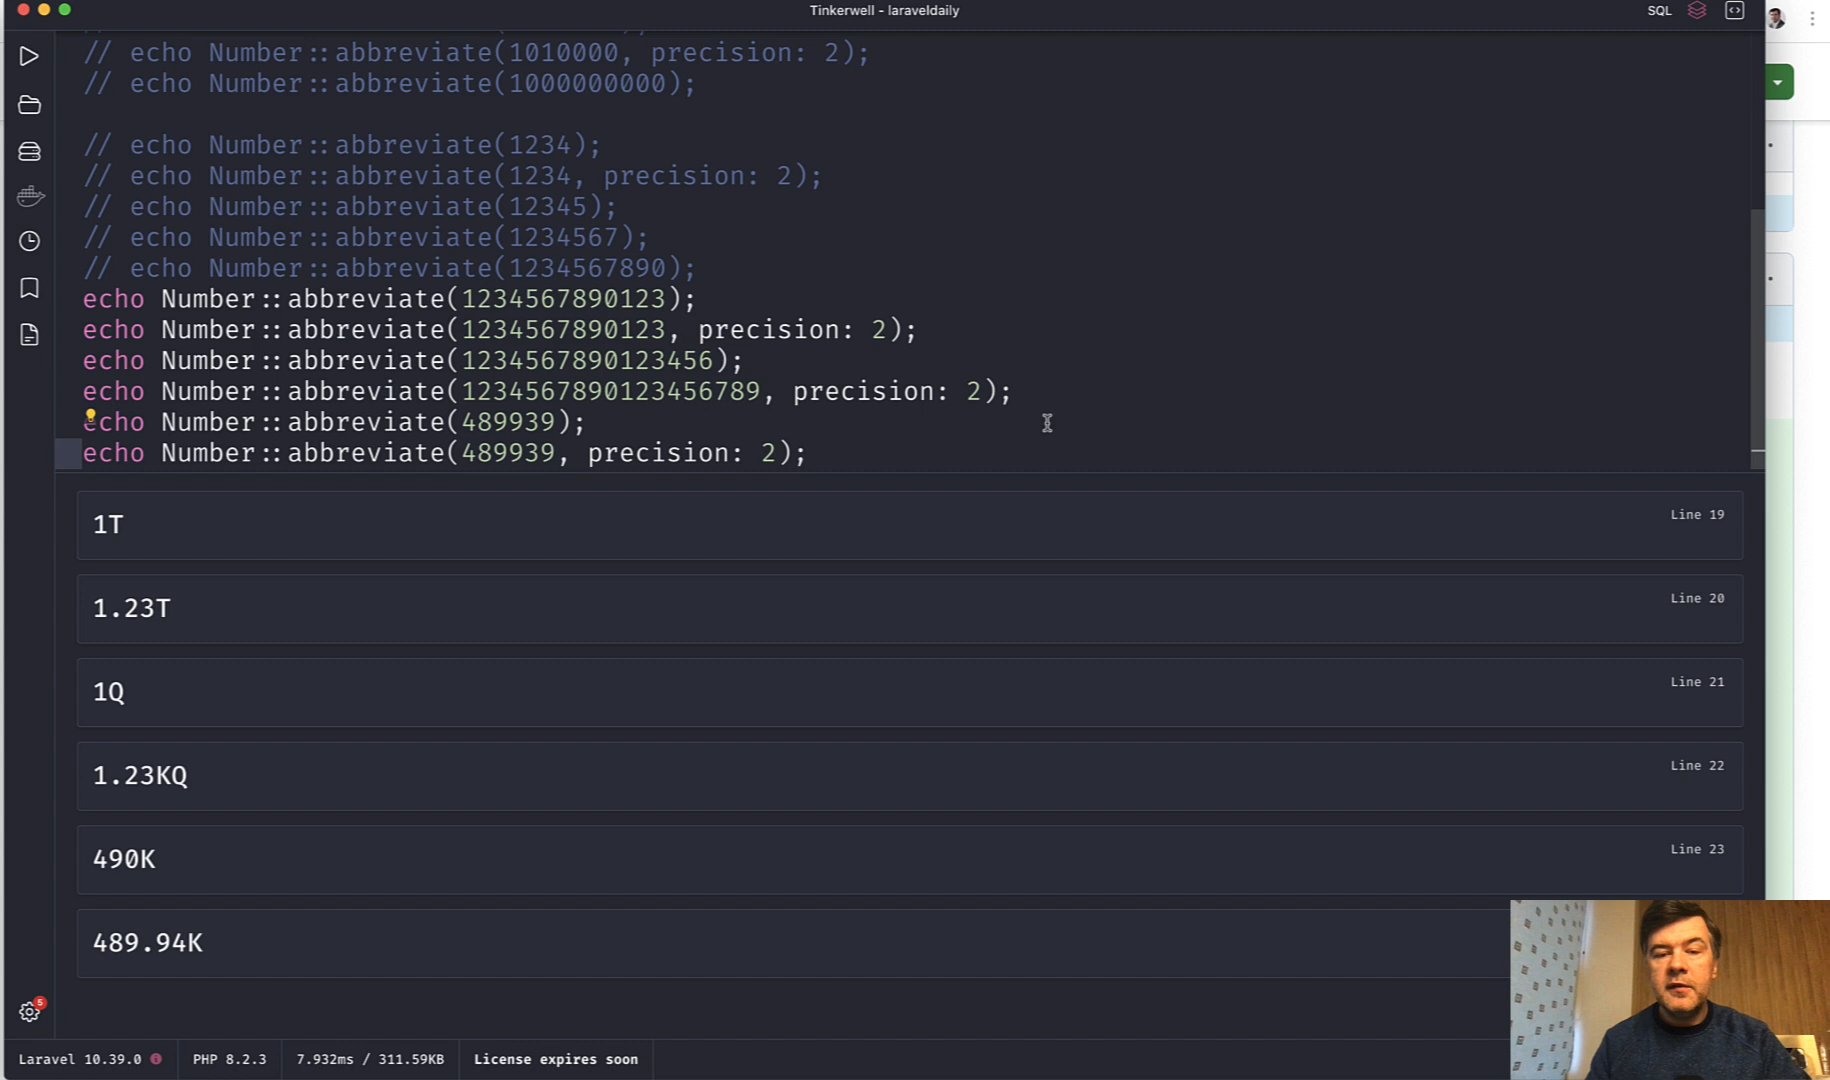 Tinkerwell - laraveldaily
SQL
// echo Number::abbreviate(1010000, precision: 2);
// echo Number::abbreviate(1000000000);
// echo Number::abbreviate(1234);
// echo Number::abbreviate(1234, precision: 2);
// echo Number::abbreviate(12345);
// echo Number::abbreviate(1234567);
// echo Number::abbreviate(1234567890);
echo Number::abbreviate(1234567890123);
echo Number::abbreviate(1234567890123, precision: 2);
echo Number::abbreviate(1234567890123456);
echo Number::abbreviate(1234567890123456789, precision: 2);
echo Number::abbreviate(489939);
echo Number::abbreviate(489939, precision: 2);
1T
Line 19
1.23T
Line 20
1Q
Line 21
1.23KQ
Line 22
490K
Line 23
489.94K
5
Laravel 10.39.0 PHP 8.2.3 7.932ms / 311.59KB License expires soon